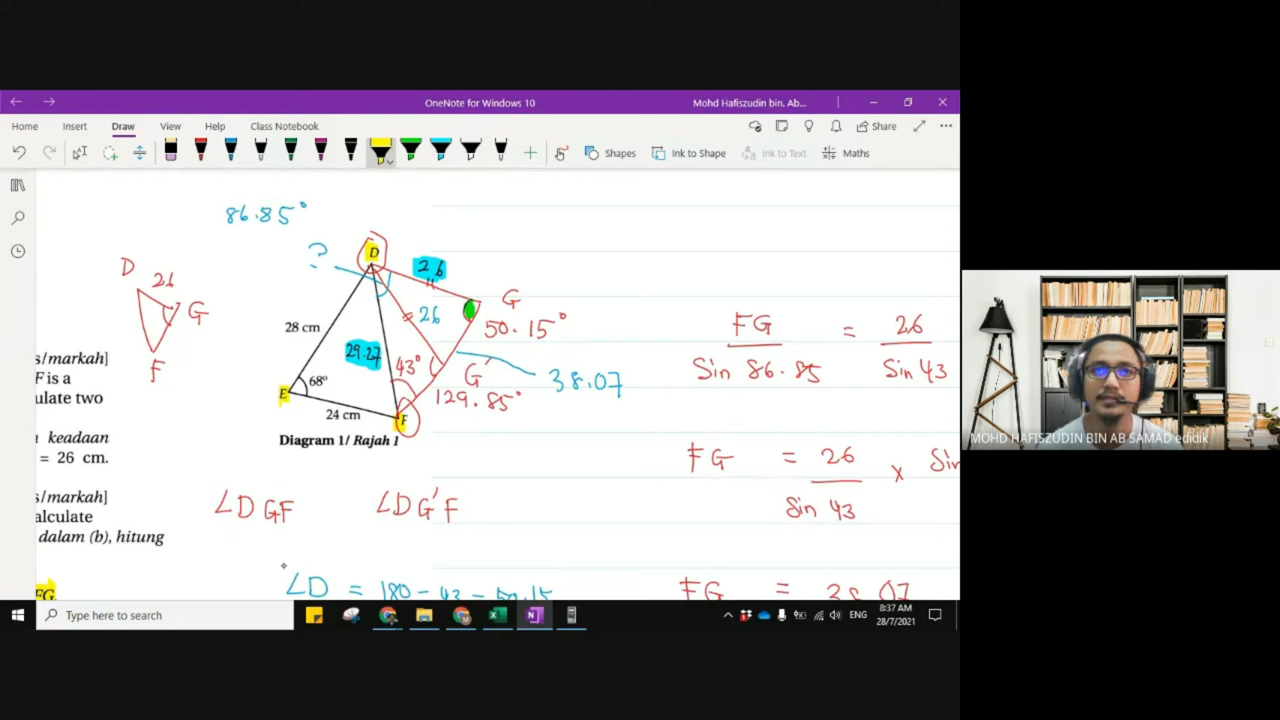 OneNote for Windows 10
Mohd Hafiszudin bin. Ab...
Home Insert Draw View Help Class Notebook
Share
Shapes Ink to Shape Ink to Text Maths
86.85°
?
D
26
G
50.15°
28 cm
26
29.27
43°
G'
129.85°
38.07
68°
E
24 cm
F
Diagram 1/ Rajah 1
D
26
G
F
s/markah]
F is a
ulate two
n keadaan
= 26 cm.
s/markah]
alculate
dalam (b), hitung
FG
∠DGF ∠DG'F
∠D = 180 - 43 - 50.15
FG = 26
Sin 86.85 Sin 43
FG = 26 × Sin
Sin 43
FG = 38.07
MOHD HAFISZUDIN BIN AB SAMAD edidik
Type here to search
ENG
8:37 AM
28/7/2021